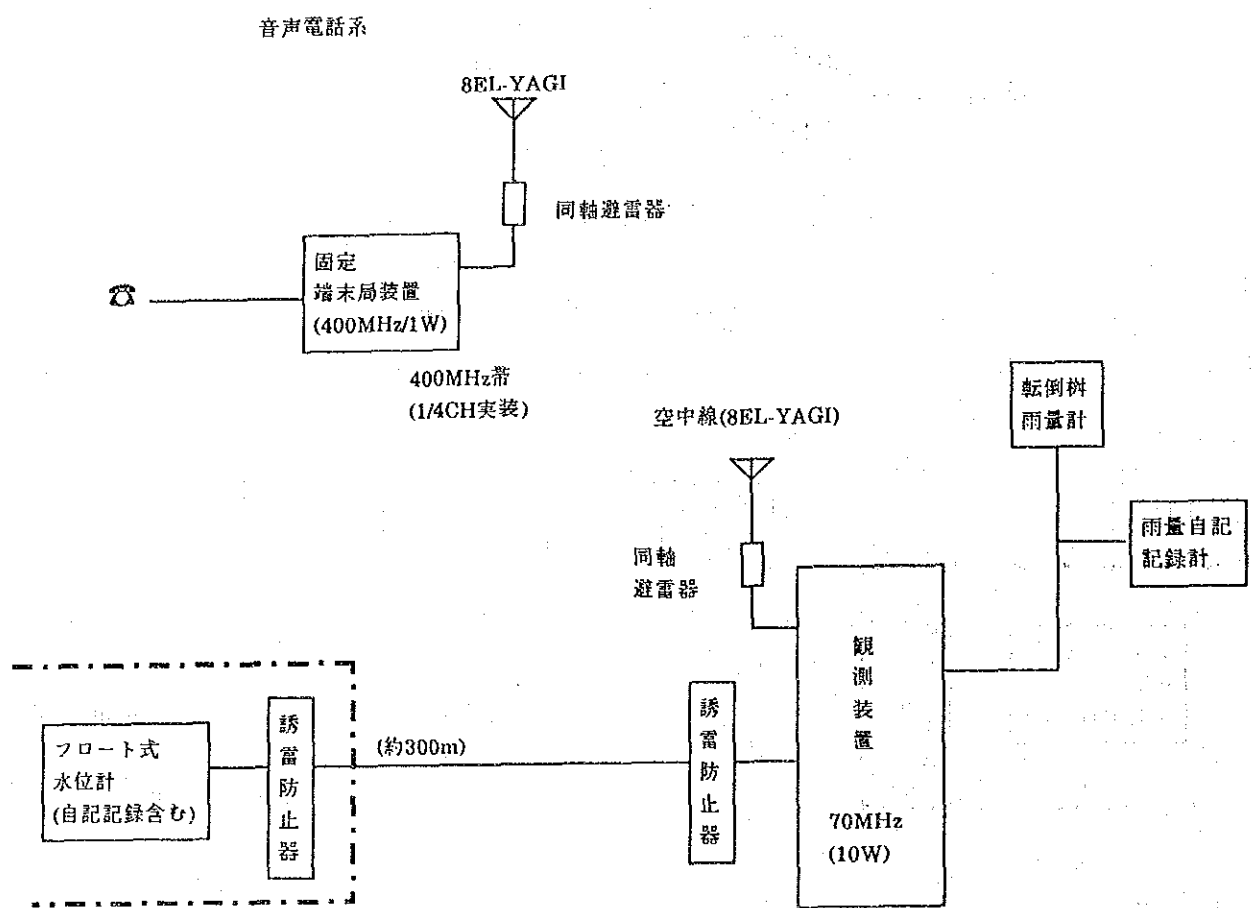 音声電話系
8EL-YAGI
同軸避雷器
固定
端末局装置
(400MHz/1W)
400MHz帯
(1/4CH実装)
空中線(8EL-YAGI)
転倒桝
雨量計
雨量自記
記録計
同軸
避雷器
観測装置
70MHz
(10W)
誘雷防止器
(約300m)
誘雷防止器
フロート式
水位計
(自記記録含む)